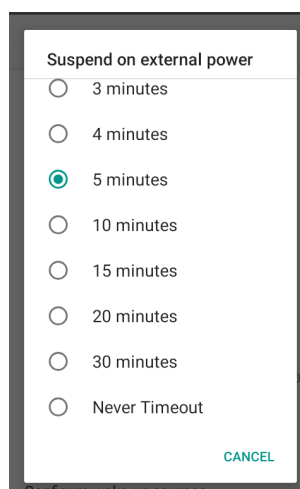 Suspend on external power
3 minutes
4 minutes
5 minutes
10 minutes
15 minutes
20 minutes
30 minutes
Never Timeout
CANCEL